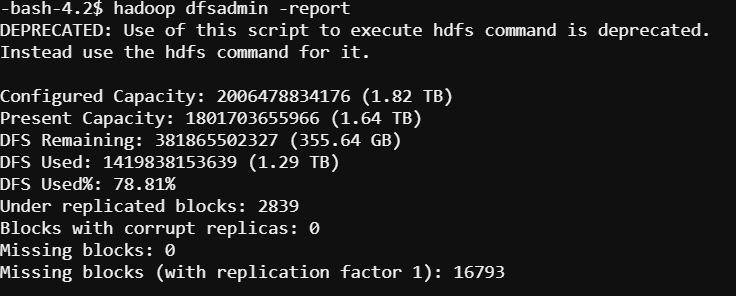 -bash-4.2$ hadoop dfsadmin -report
DEPRECATED: Use of this script to execute hdfs command is deprecated.
Instead use the hdfs command for it.
Configured Capacity: 2006478834176 (1.82 TB)
Present Capacity: 1801703655966 (1.64 TB)
DFS Remaining: 381865502327 (355.64 GB)
DFS Used: 1419838153639 (1.29 TB)
DFS Used%: 78.81%
Under replicated blocks: 2839
Blocks with corrupt replicas: 0
Missing blocks: 0
Missing blocks (with replication factor 1): 16793